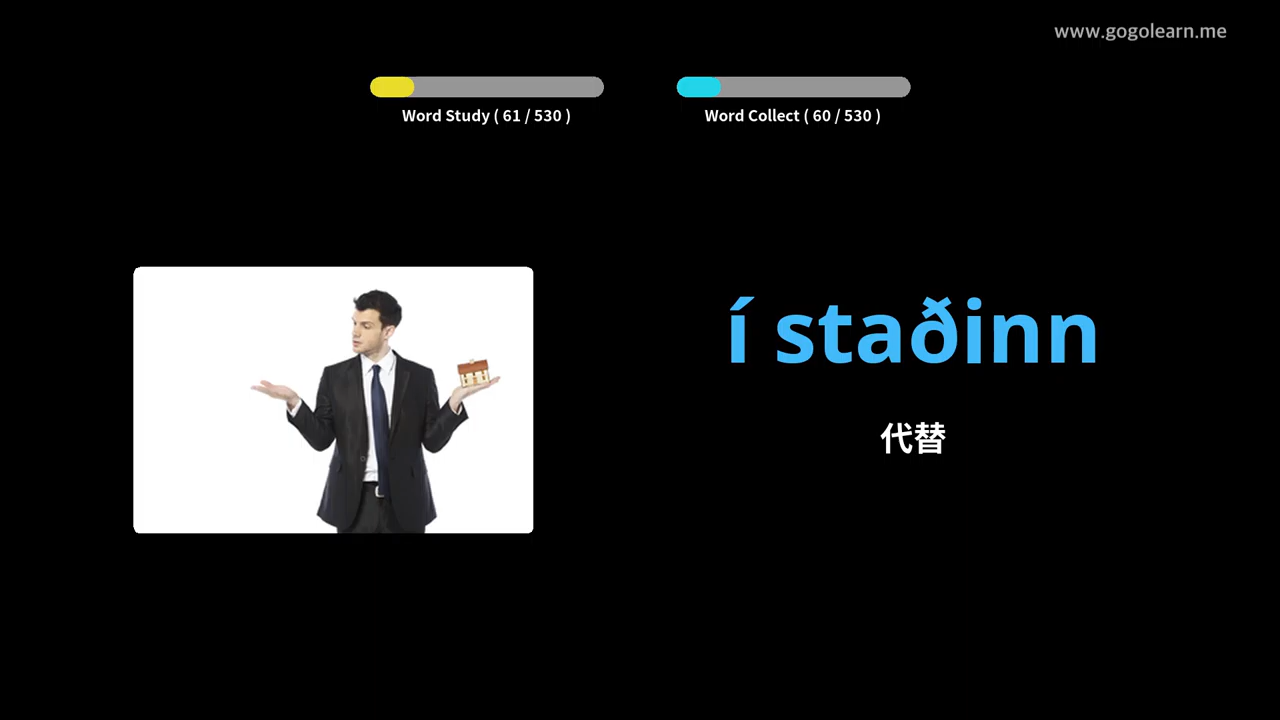 www.gogolearn.me
Word Study ( 61 / 530 )
Word Collect ( 60 / 530 )
í staðinn
代替